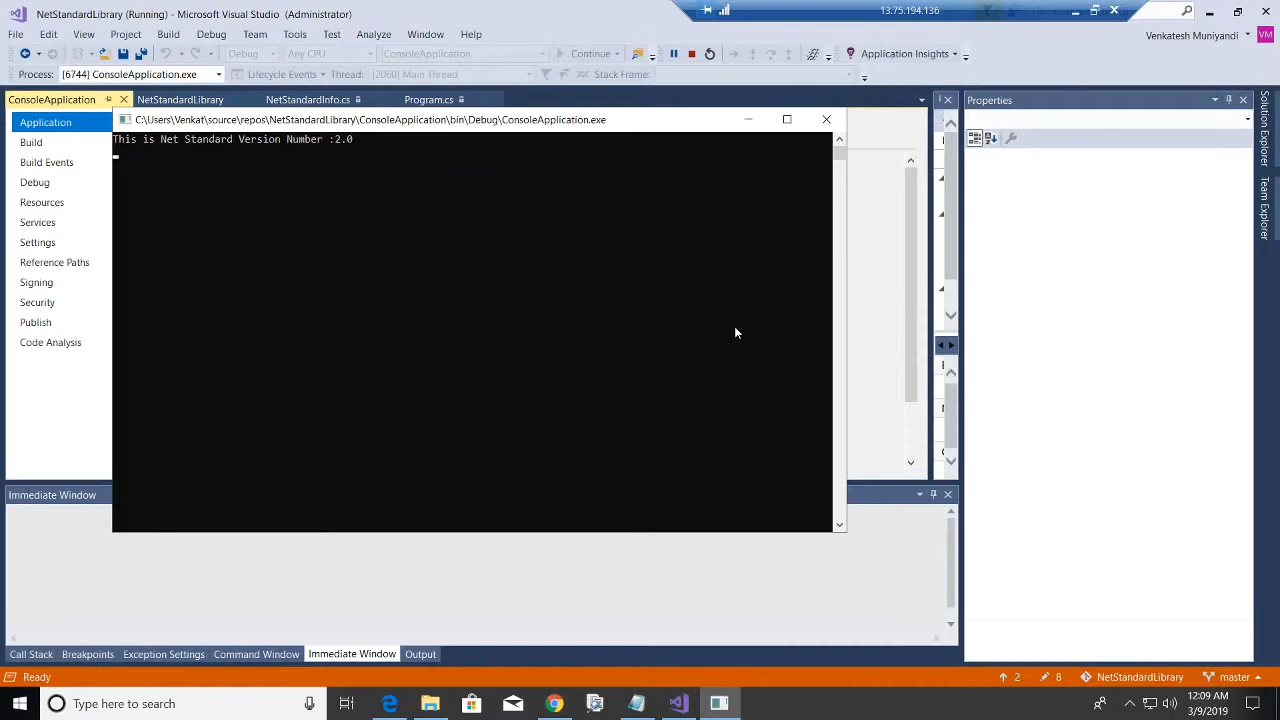 NetStandardLibrary (Running) - Microsoft Visual Studio (Administrator)
13.75.194.136
File Edit View Project Build Debug Team Tools Test Analyze Window Help
Venkatesh Muniyandi VM
Debug Any CPU ConsoleApplication Continue Application Insights
Process: [6744] ConsoleApplication.exe Lifecycle Events Thread: [2060] Main Thread Stack Frame:
ConsoleApplication NetStandardLibrary NetStandardInfo.cs Program.cs
Properties
Solution Explorer
Team Explorer
Application
Build
Build Events
Debug
Resources
Services
Settings
Reference Paths
Signing
Security
Publish
Code Analysis
C:\Users\Venkat\source\repos\NetStandardLibrary\ConsoleApplication\bin\Debug\ConsoleApplication.exe
This is Net Standard Version Number :2.0
Immediate Window
Call Stack Breakpoints Exception Settings Command Window Immediate Window Output
Ready 2 8 NetStandardLibrary master
Type here to search
12:09 AM
3/9/2019